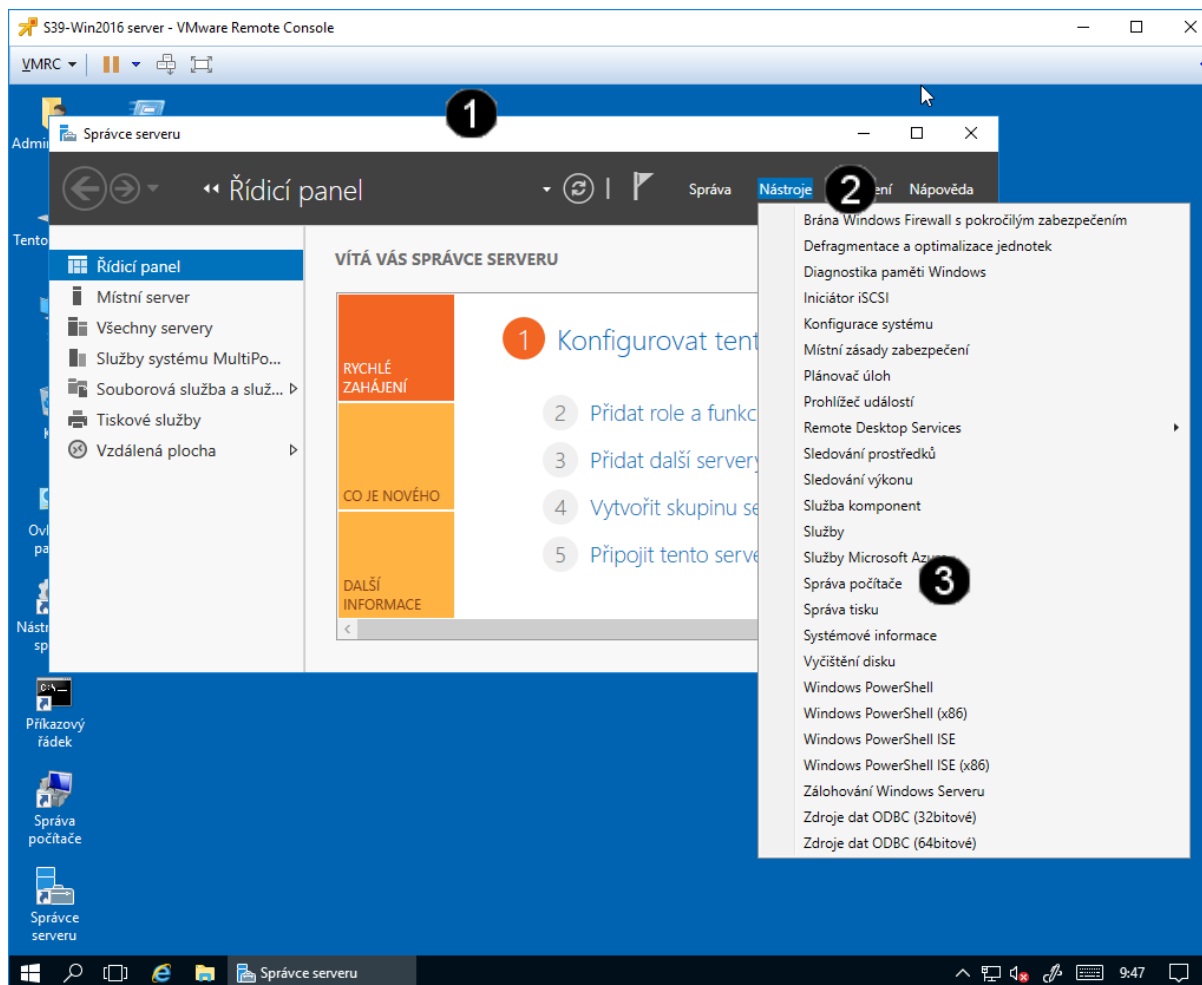 S39-Win2016 server - VMware Remote Console
VMRC
Správce serveru
1
Řídicí panel
Správa
Nástroje
2
Nápověda
Řídicí panel
Místní server
Všechny servery
Služby systému MultiPo...
Souborová služba a služ...
Tiskové služby
Vzdálená plocha
VÍTÁ VÁS SPRÁVCE SERVERU
RYCHLÉ
ZAHÁJENÍ
CO JE NOVÉHO
DALŠÍ
INFORMACE
1 Konfigurovat tent
2 Přidat role a funkc
3 Přidat další servery
4 Vytvořit skupinu se
5 Připojit tento serve
Brána Windows Firewall s pokročilým zabezpečením
Defragmentace a optimalizace jednotek
Diagnostika paměti Windows
Iniciátor iSCSI
Konfigurace systému
Místní zásady zabezpečení
Plánovač úloh
Prohlížeč událostí
Remote Desktop Services
Sledování prostředků
Sledování výkonu
Služba komponent
Služby
Služby Microsoft Azure
Správa počítače
3
Správa tisku
Systémové informace
Vyčištění disku
Windows PowerShell
Windows PowerShell (x86)
Windows PowerShell ISE
Windows PowerShell ISE (x86)
Zálohování Windows Serveru
Zdroje dat ODBC (32bitové)
Zdroje dat ODBC (64bitové)
Příkazový
řádek
Správa
počítače
Správce
serveru
Správce serveru
9:47